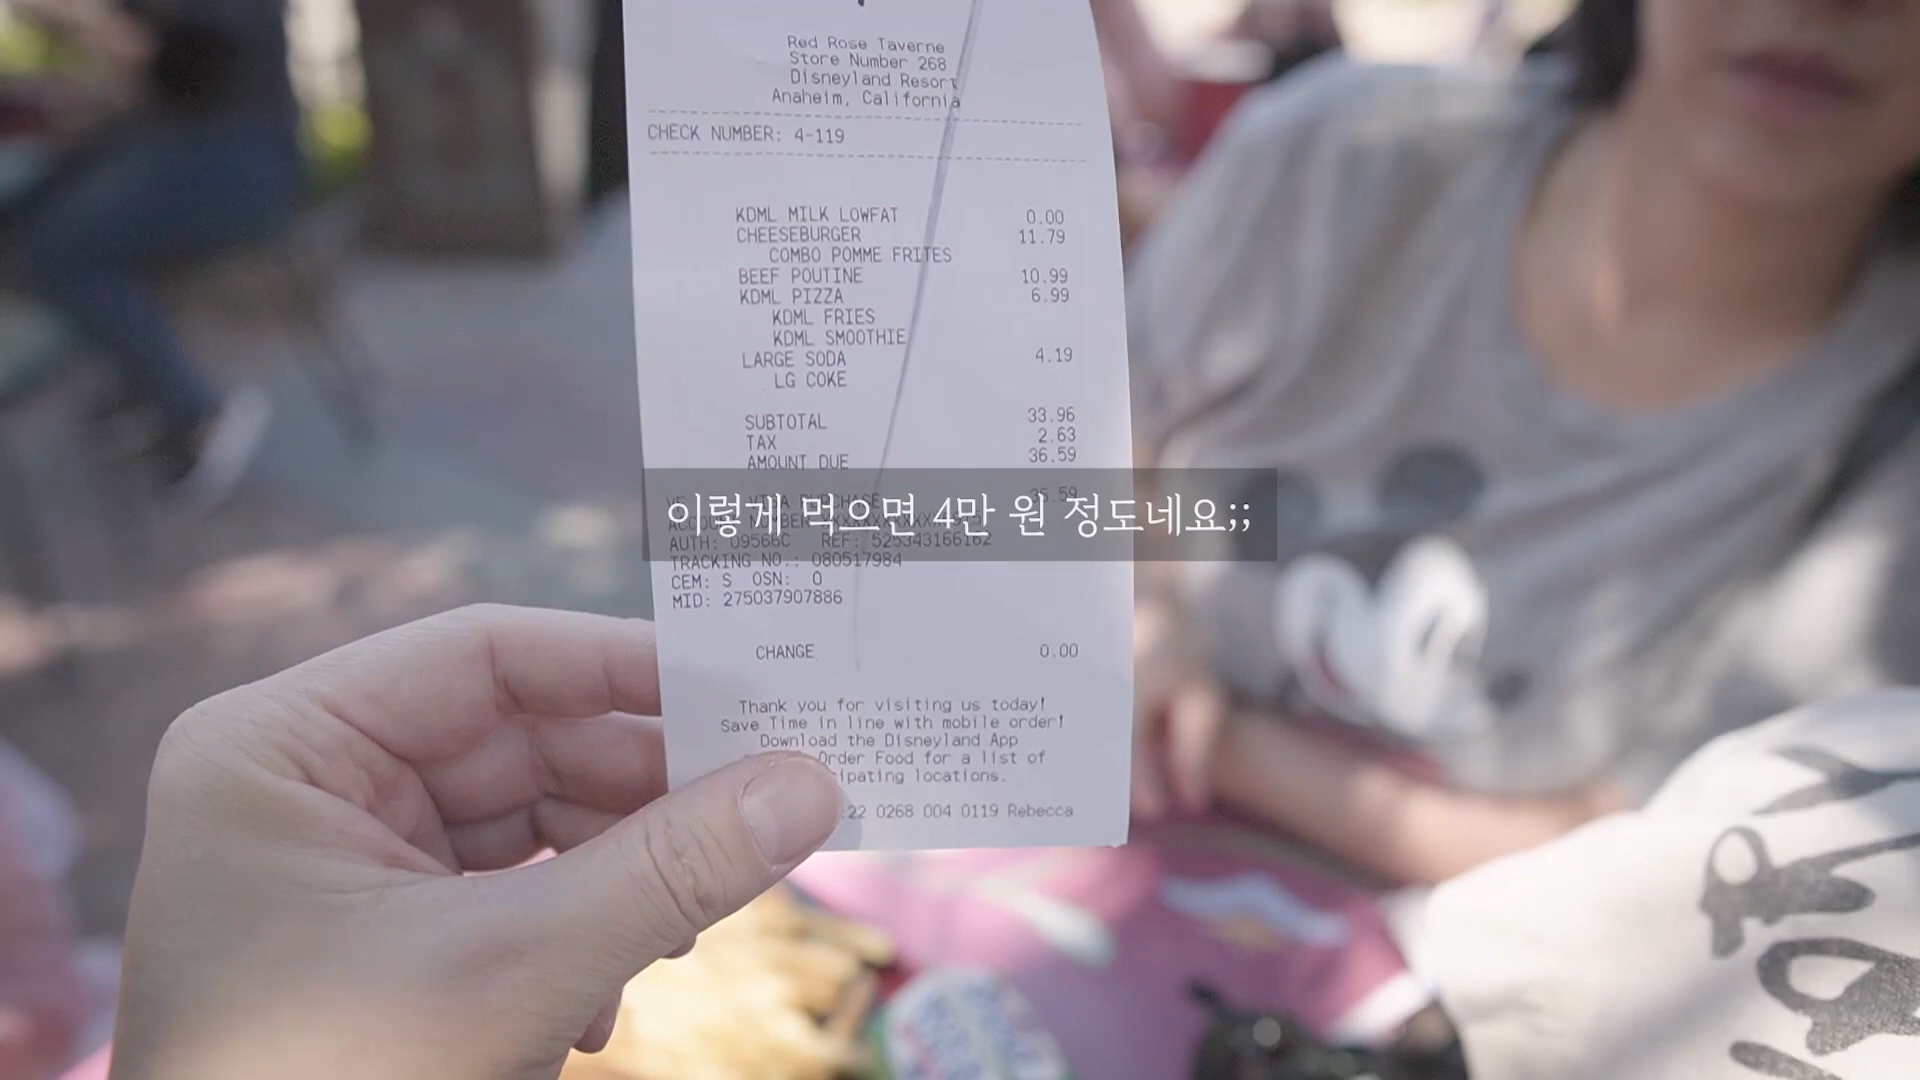 Red Rose Taverne
Store Number 268
Disneyland Resort
Anaheim, California
CHECK NUMBER: 4-119
KDML MILK LOWFAT 0.00
CHEESEBURGER 11.79
COMBO POMME FRITES
BEEF POUTINE 10.99
KDML PIZZA 6.99
KDML FRIES
KDML SMOOTHIE
LARGE SODA 4.19
LG COKE
SUBTOTAL 33.96
TAX 2.63
AMOUNT DUE 36.59
PURCHASE 36.59
이렇게 먹으면 4만 원 정도네요;;
AUTH: 09566C REF: 525343166162
TRACKING NO.: 080517984
CEM: S OSN: 0
MID: 275037907886
CHANGE 0.00
Thank you for visiting us today!
Save Time in line with mobile order!
Download the Disneyland App
Order Food for a list of
locations.
:22 0268 004 0119 Rebecca